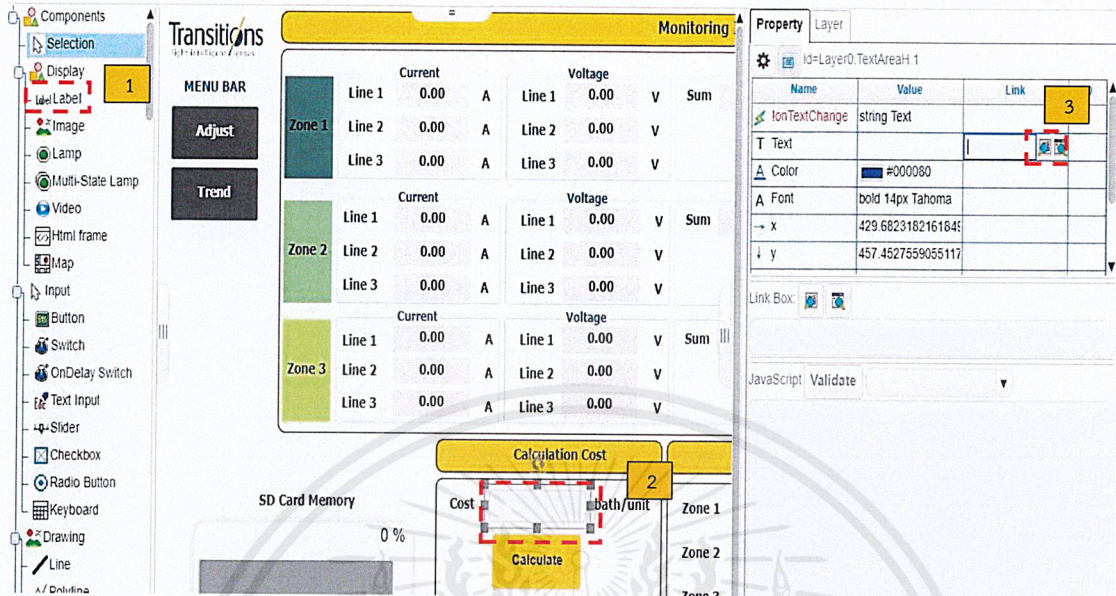 Components
Selection
Display
Label Label
Image
Lamp
Multi-State Lamp
Video
Html frame
Map
Input
Button
Switch
OnDelay Switch
Text Input
Slider
Checkbox
Radio Button
Keyboard
Drawing
Line
1
Transitions
MENU BAR
Adjust
Trend
Monitoring
Current
Voltage
Zone 1
Line 1 0.00 A Line 1 0.00 V Sum
Line 2 0.00 A Line 2 0.00 V
Line 3 0.00 A Line 3 0.00 V
Current
Voltage
Zone 2
Line 1 0.00 A Line 1 0.00 V Sum
Line 2 0.00 A Line 2 0.00 V
Line 3 0.00 A Line 3 0.00 V
Current
Voltage
Zone 3
Line 1 0.00 A Line 1 0.00 V Sum
Line 2 0.00 A Line 2 0.00 V
Line 3 0.00 A Line 3 0.00 V
Calculation Cost
2
SD Card Memory
0 %
Cost
bath/unit
Calculate
Zone 1
Zone 2
Property Layer
id=Layer0.TextAreaH.1
Name Value Link
3
!onTextChange string Text
T Text
A Color #000080
A Font bold 14px Tahoma
x 429.682318216184
y 457.4527559055117
Link Box:
JavaScript Validate